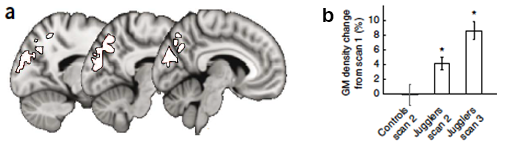 a
b
GM density change
from scan 1 (%)
10
8
6
4
2
0
*
*
Controls
scan 2
Jugglers
scan 2
Jugglers
scan 3